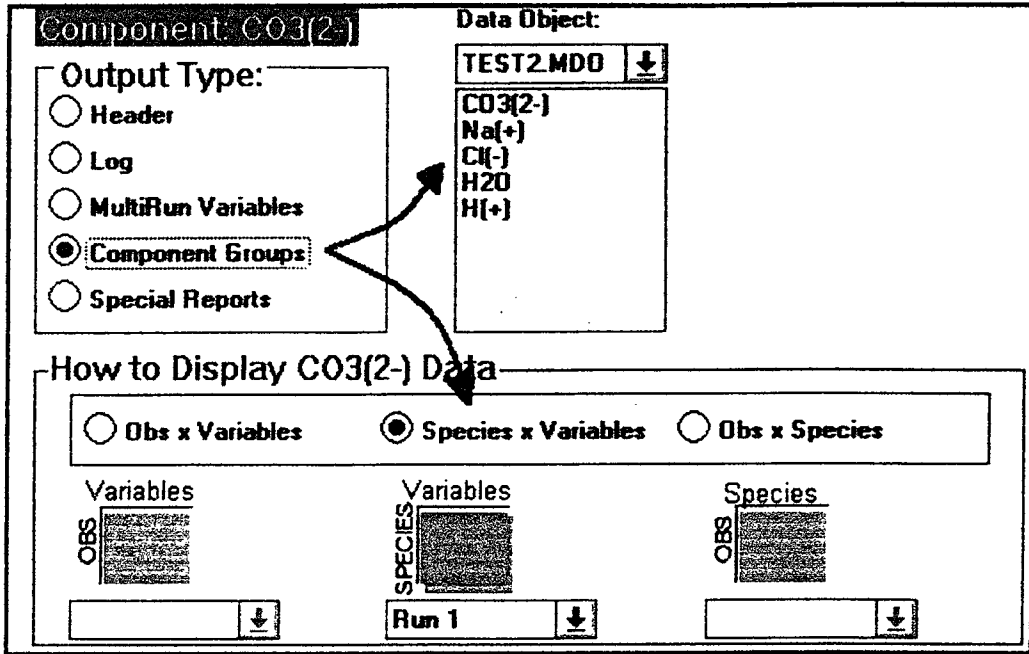 Component: CO3(2-)
Data Object:
TEST2.MDO
Output Type:
Header
Log
MultiRun Variables
Component Groups
Special Reports
CO3(2-)
Na(+)
Cl(-)
H2O
H(+)
How to Display CO3(2-) Data
Obs x Variables
Species x Variables
Obs x Species
Variables
OBS
Variables
SPECIES
Species
OBS
Run 1